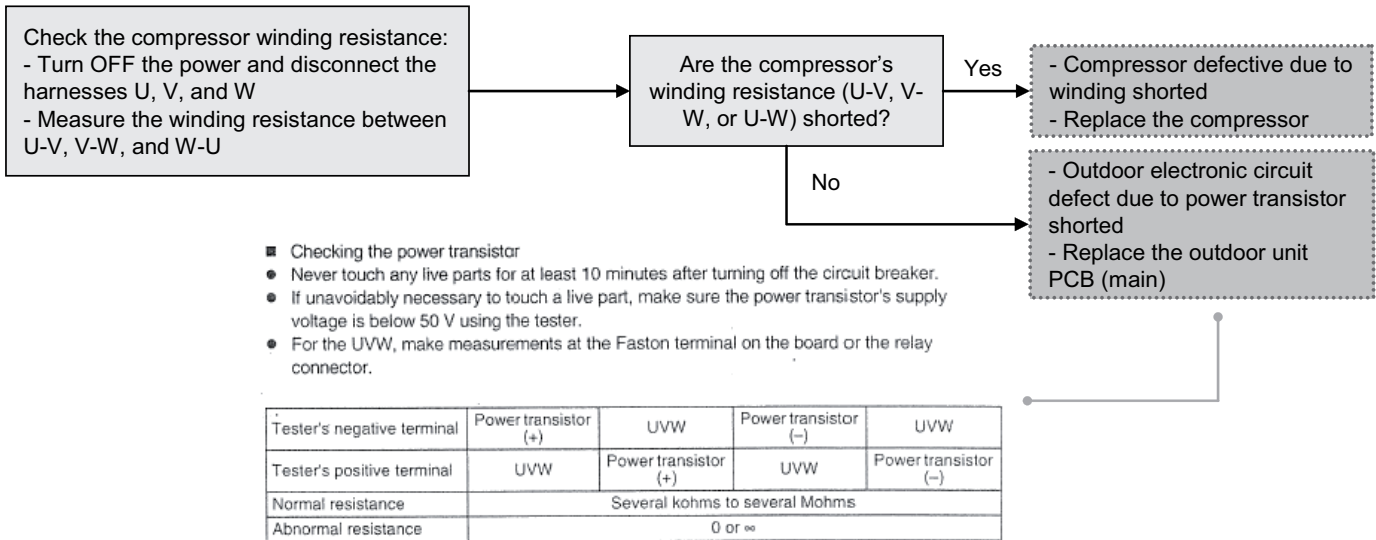 Check the compressor winding resistance:
- Turn OFF the power and disconnect the
harnesses U, V, and W
- Measure the winding resistance between
U-V, V-W, and W-U
Are the compressor's
winding resistance (U-V, V-
W, or U-W) shorted?
Yes
- Compressor defective due to
winding shorted
- Replace the compressor
No
- Outdoor electronic circuit
defect due to power transistor
shorted
- Replace the outdoor unit
PCB (main)
■ Checking the power transistor
● Never touch any live parts for at least 10 minutes after turning off the circuit breaker.
● If unavoidably necessary to touch a live part, make sure the power transistor's supply
voltage is below 50 V using the tester.
● For the UVW, make measurements at the Faston terminal on the board or the relay
connector.
Tester's negative terminal Power transistor (+) UVW Power transistor (−) UVW
Tester's positive terminal UVW Power transistor (+) UVW Power transistor (−)
Normal resistance Several kohms to several Mohms
Abnormal resistance 0 or ∞